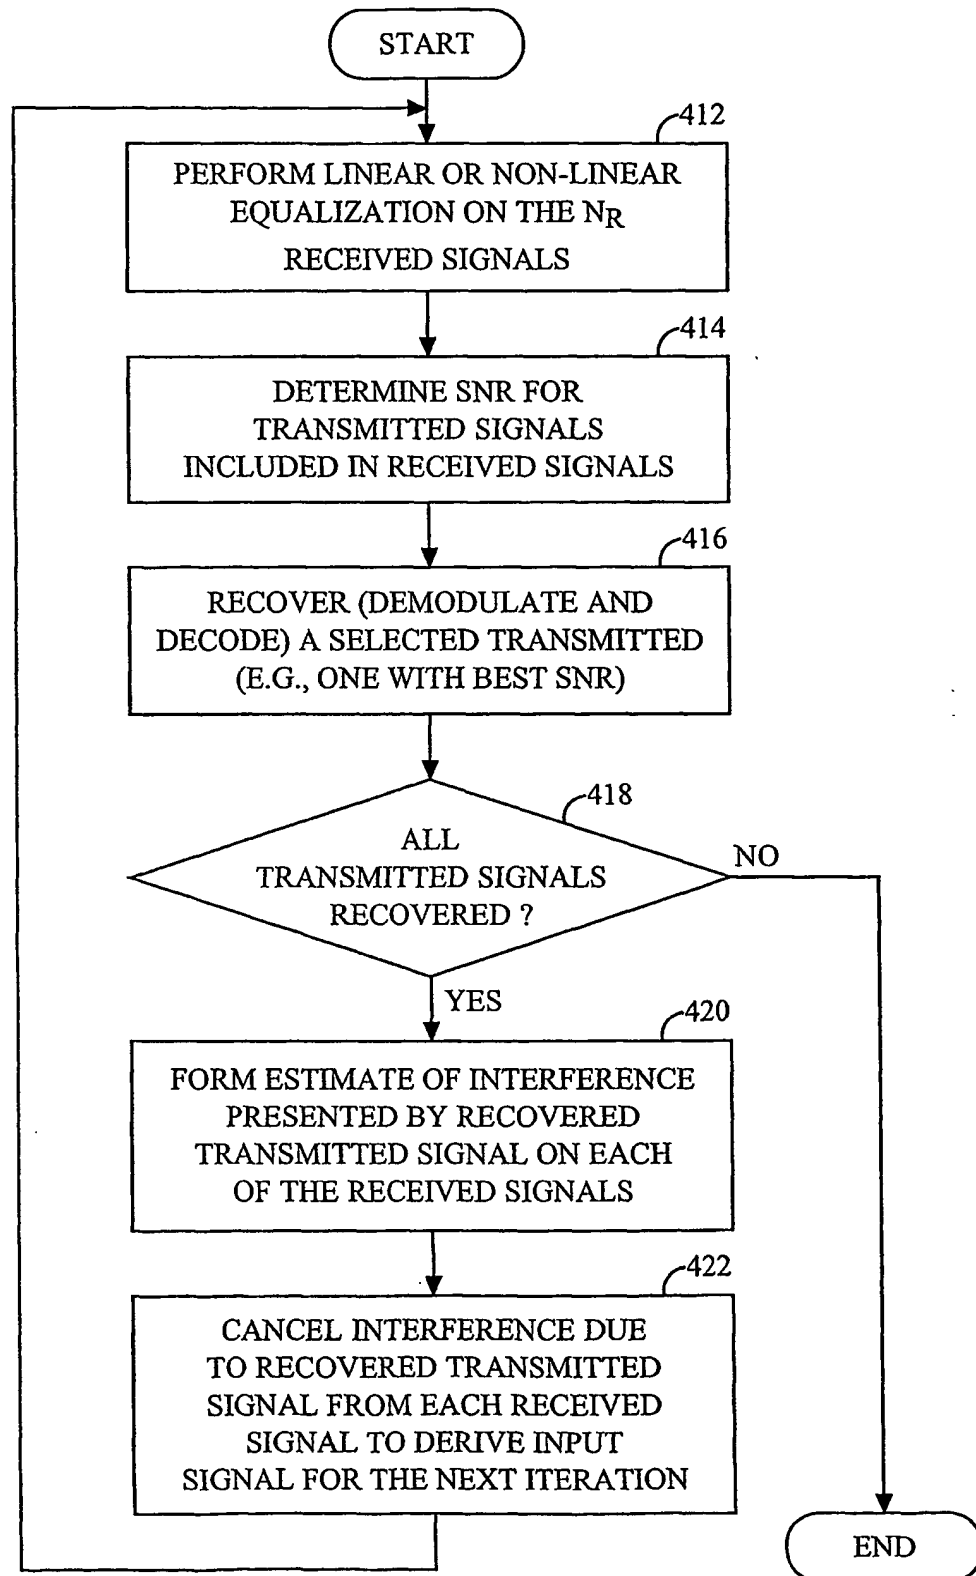 START
412
PERFORM LINEAR OR NON-LINEAR
EQUALIZATION ON THE NR
RECEIVED SIGNALS
414
DETERMINE SNR FOR
TRANSMITTED SIGNALS
INCLUDED IN RECEIVED SIGNALS
416
RECOVER (DEMODULATE AND
DECODE) A SELECTED TRANSMITTED
(E.G., ONE WITH BEST SNR)
418
ALL
TRANSMITTED SIGNALS
RECOVERED ?
NO
YES
420
FORM ESTIMATE OF INTERFERENCE
PRESENTED BY RECOVERED
TRANSMITTED SIGNAL ON EACH
OF THE RECEIVED SIGNALS
422
CANCEL INTERFERENCE DUE
TO RECOVERED TRANSMITTED
SIGNAL FROM EACH RECEIVED
SIGNAL TO DERIVE INPUT
SIGNAL FOR THE NEXT ITERATION
END